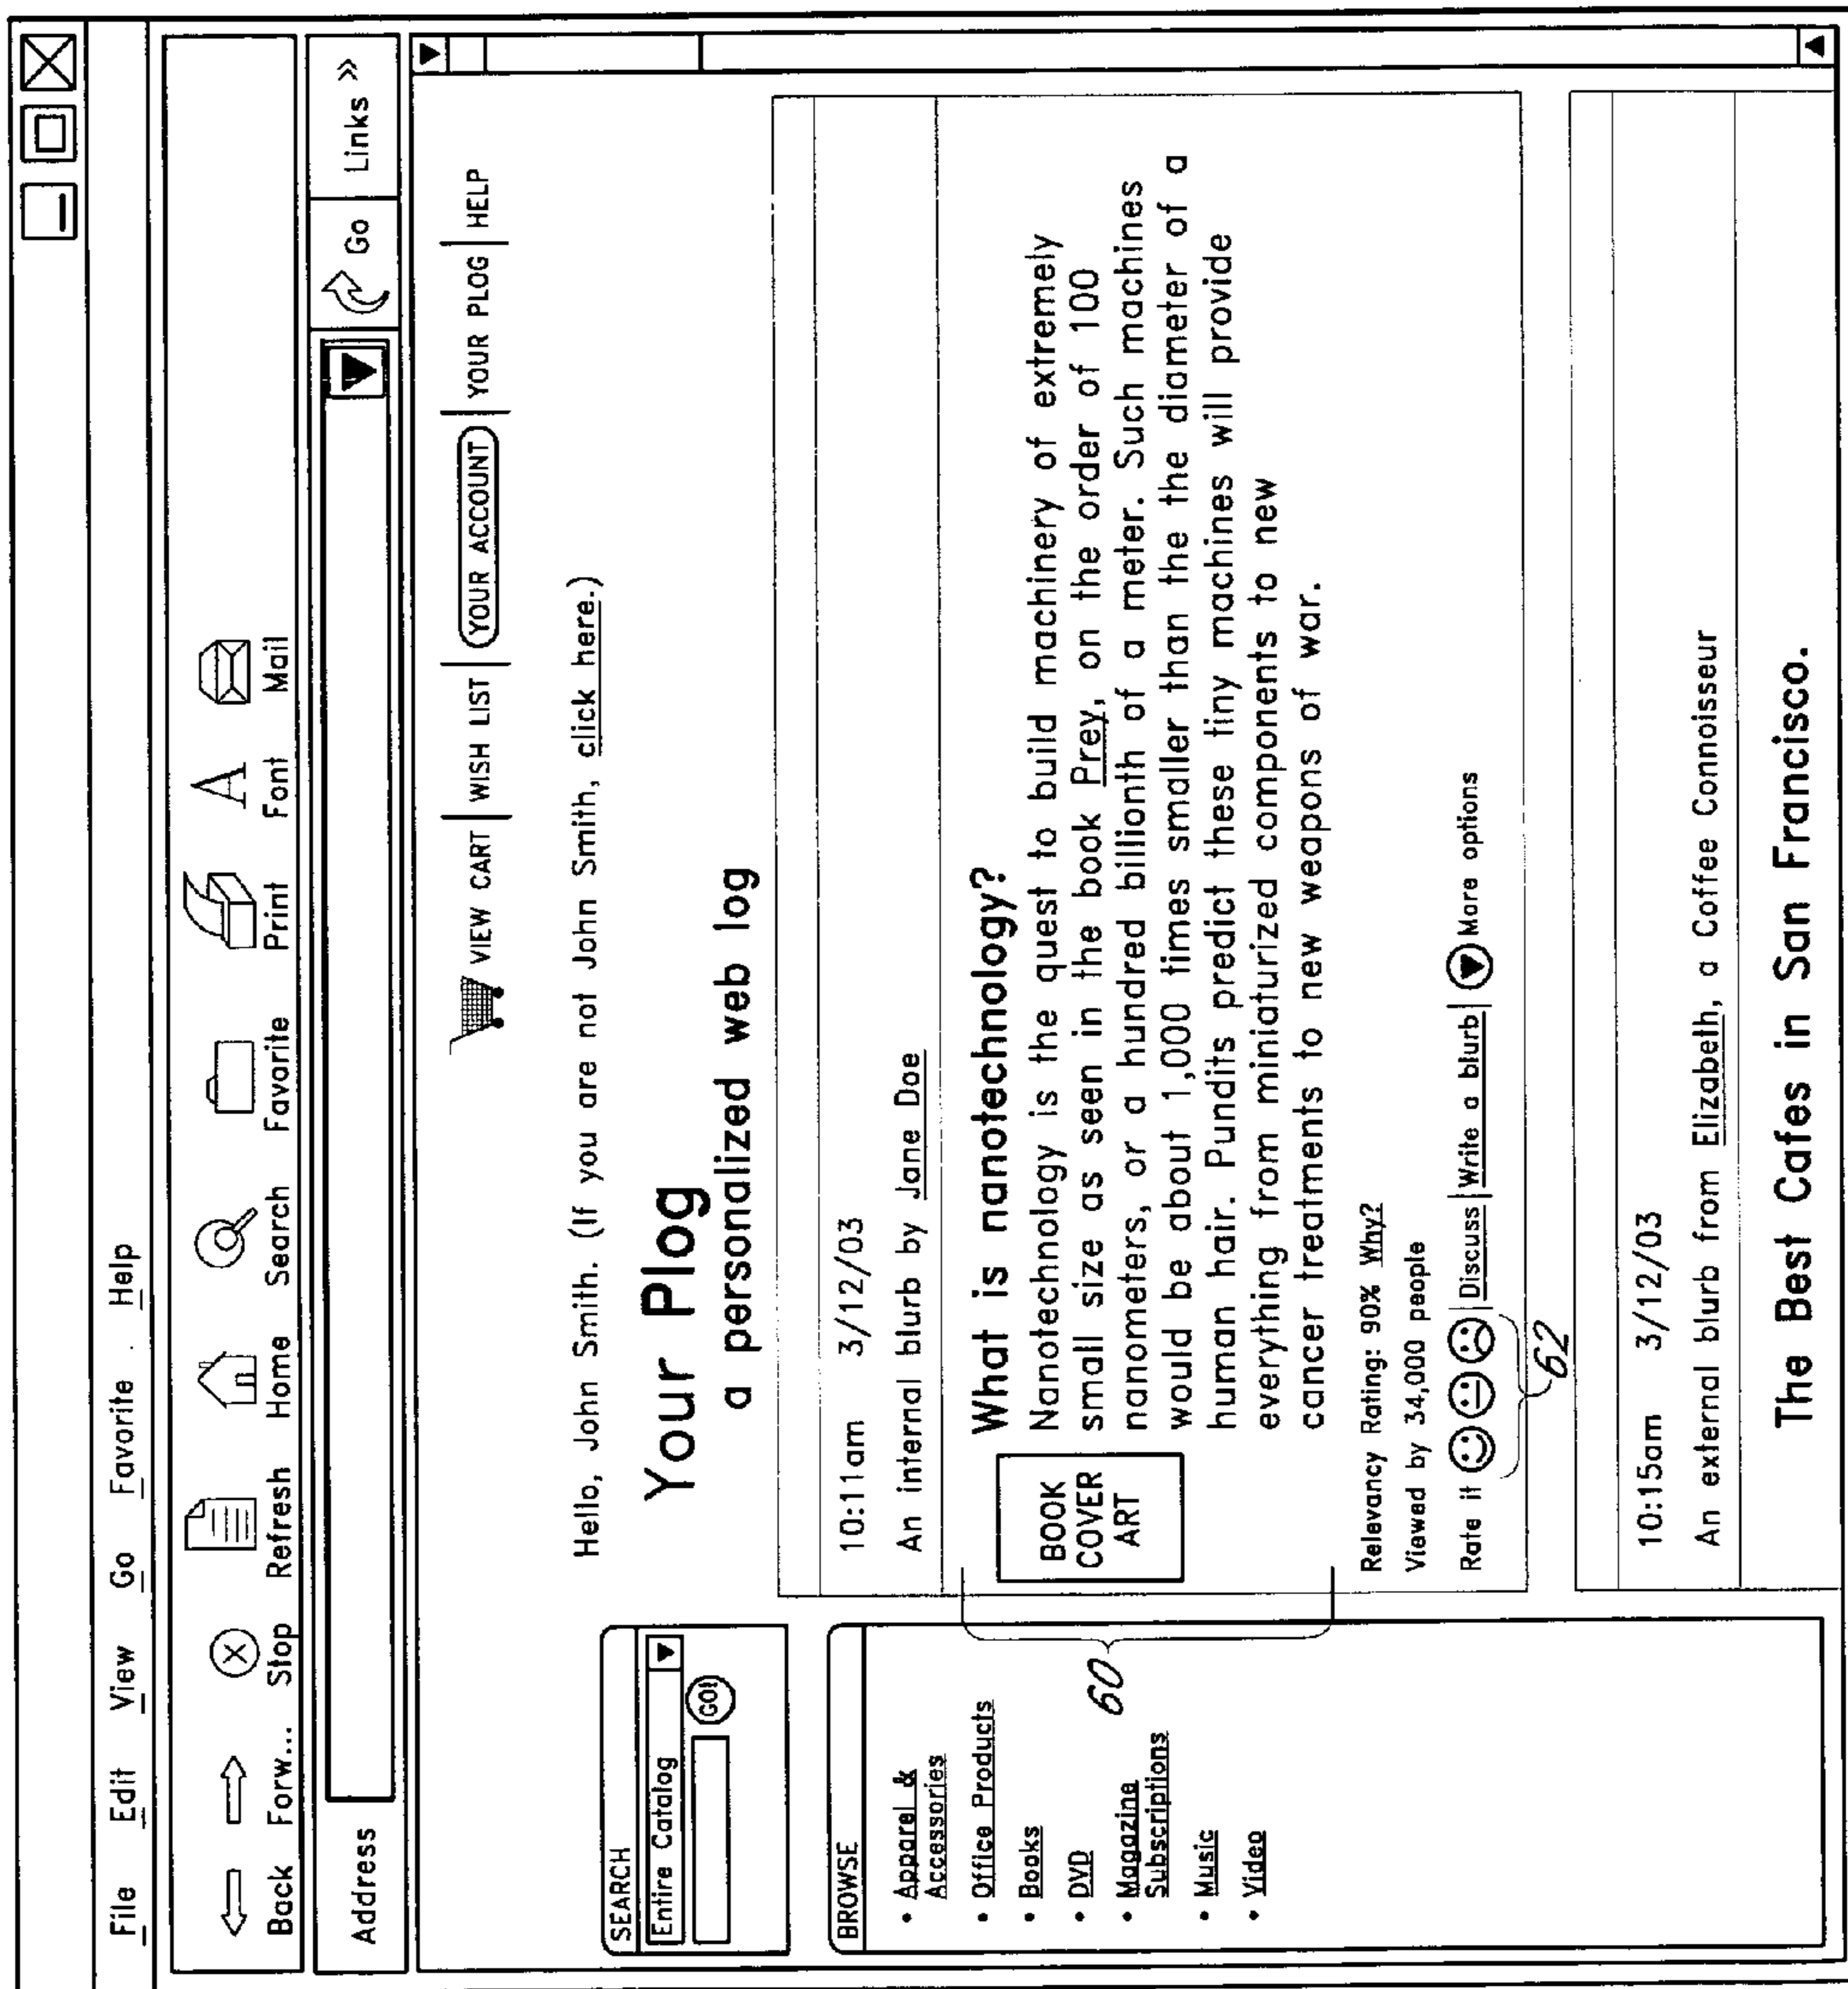 File Edit View Go Favorite Help
Back Forw... Stop Refresh Home Search Favorite Print Font Mail
Address Go Links »
VIEW CART | WISH LIST | YOUR ACCOUNT | YOUR PLOG | HELP
Hello, John Smith. (If you are not John Smith, click here.)
SEARCH
Entire Catalog
GO!
Your Plog
a personalized web log
BROWSE
• Apparel &
Accessories
• Office Products
• Books
• DVD
• Magazine
Subscriptions
• Music
• Video
10:11am 3/12/03
An internal blurb by Jane Doe
BOOK
COVER
ART
60
What is nanotechnology?
Nanotechnology is the quest to build machinery of extremely
small size as seen in the book Prey, on the order of 100
nanometers, or a hundred billionth of a meter. Such machines
would be about 1,000 times smaller than the the diameter of a
human hair. Pundits predict these tiny machines will provide
everything from miniaturized components to new
cancer treatments to new weapons of war.
Relevancy Rating: 90% Why?
Viewed by 34,000 people
Rate it | Discuss | Write a blurb | More options
62
10:15am 3/12/03
An external blurb from Elizabeth, a Coffee Connoisseur
The Best Cafes in San Francisco.